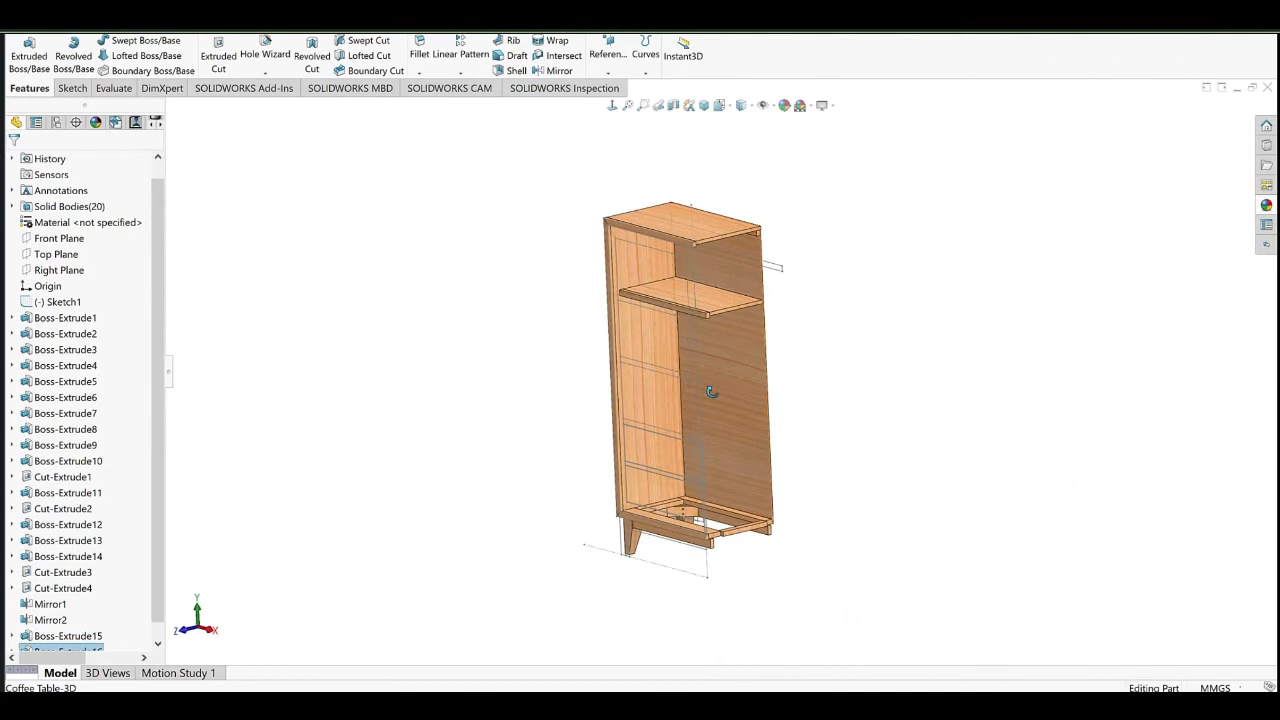 Extruded Boss/Base
Revolved Boss/Base
Swept Boss/Base
Lofted Boss/Base
Boundary Boss/Base
Extruded Cut
Hole Wizard
Revolved Cut
Swept Cut
Lofted Cut
Boundary Cut
Fillet
Linear Pattern
Rib
Draft
Shell
Wrap
Intersect
Mirror
Referen...
Curves
Instant3D
Features
Sketch
Evaluate
DimXpert
SOLIDWORKS Add-Ins
SOLIDWORKS MBD
SOLIDWORKS CAM
SOLIDWORKS Inspection
History
Sensors
Annotations
Solid Bodies(20)
Material <not specified>
Front Plane
Top Plane
Right Plane
Origin
(-) Sketch1
Boss-Extrude1
Boss-Extrude2
Boss-Extrude3
Boss-Extrude4
Boss-Extrude5
Boss-Extrude6
Boss-Extrude7
Boss-Extrude8
Boss-Extrude9
Boss-Extrude10
Cut-Extrude1
Boss-Extrude11
Cut-Extrude2
Boss-Extrude12
Boss-Extrude13
Boss-Extrude14
Cut-Extrude3
Cut-Extrude4
Mirror1
Mirror2
Boss-Extrude15
Boss-Extrude16
Y
Z
X
Model
3D Views
Motion Study 1
Coffee Table-3D
Editing Part
MMGS